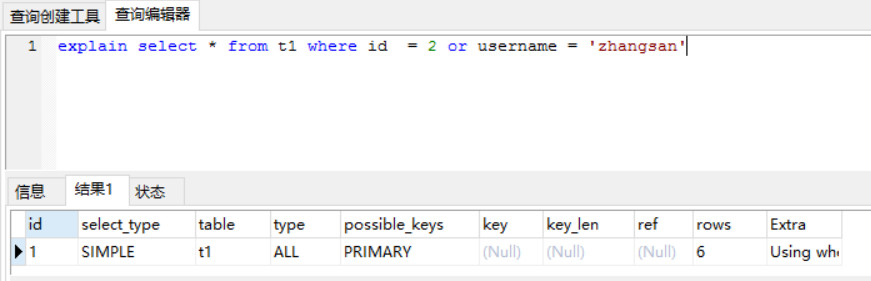 查询创建工具 查询编辑器
1 explain select * from t1 where id = 2 or username = 'zhangsan'
信息 结果1 状态
id select_type table type possible_keys key key_len ref rows Extra
1 SIMPLE t1 ALL PRIMARY (Null) (Null) (Null) 6 Using